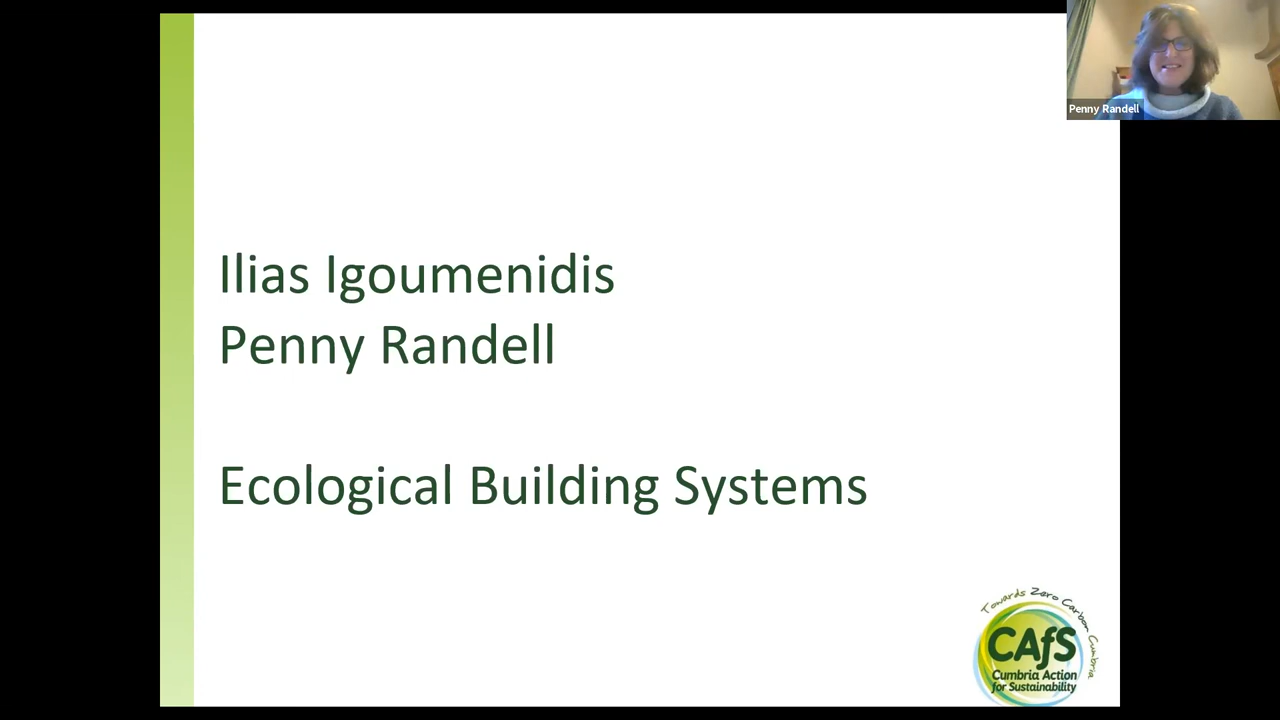 Penny Randell
Ilias Igoumenidis
Penny Randell
Ecological Building Systems
Towards Zero Carbon Cumbria
CAfS
Cumbria Action
for Sustainability